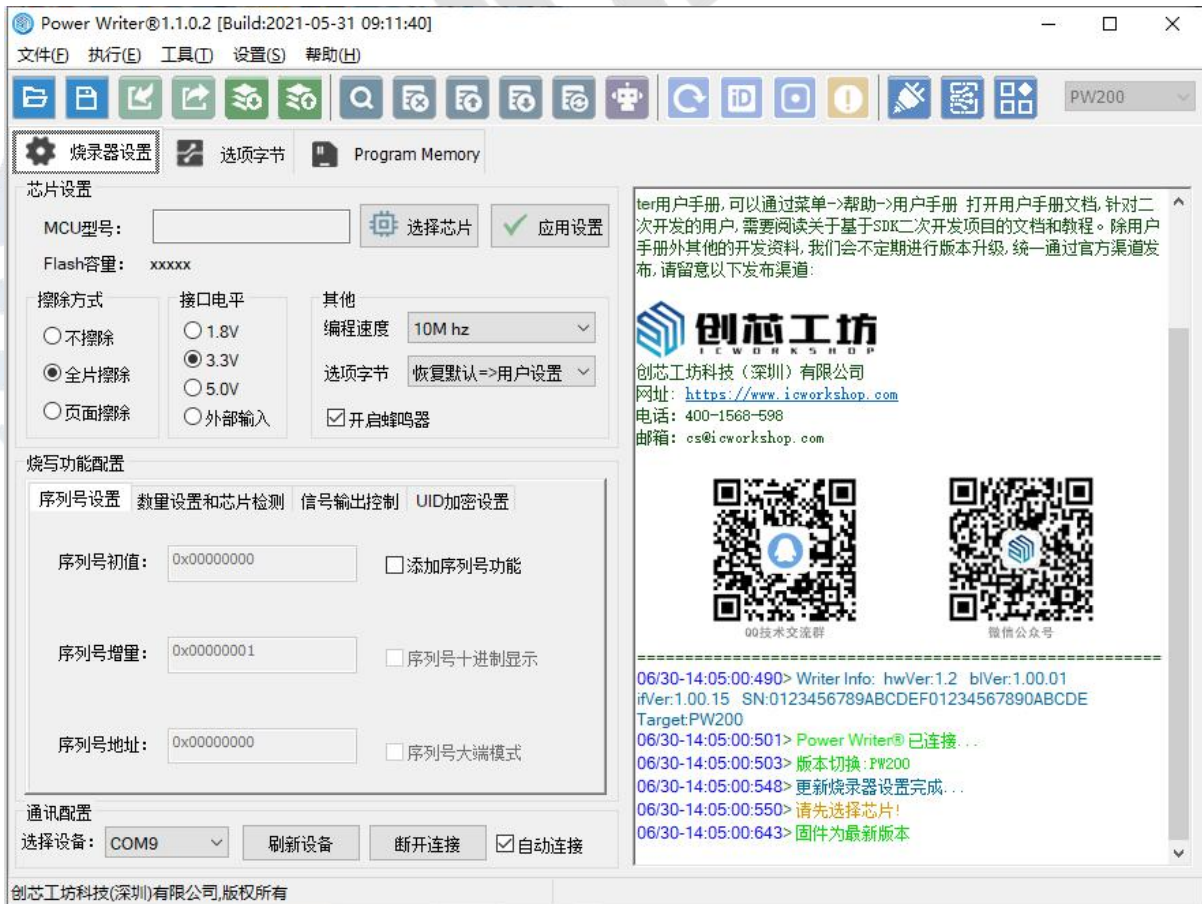 Power Writer®1.1.0.2 [Build:2021-05-31 09:11:40]
文件(F) 执行(E) 工具(T) 设置(S) 帮助(H)
iD
PW200
烧录器设置 选项字节 Program Memory
芯片设置
MCU型号： 选择芯片 应用设置
Flash容量： xxxxx
擦除方式 接口电平 其他
不擦除 1.8V 编程速度 10M hz
全片擦除 3.3V 选项字节 恢复默认=>用户设置
页面擦除 5.0V
外部输入 开启蜂鸣器
烧写功能配置
序列号设置 数量设置和芯片检测 信号输出控制 UID加密设置
序列号初值： 0x00000000 添加序列号功能
序列号增量： 0x00000001 序列号十进制显示
序列号地址： 0x00000000 序列号大端模式
通讯配置
选择设备： COM9 刷新设备 断开连接 自动连接
创芯工坊科技(深圳)有限公司,版权所有
ter用户手册,可以通过菜单->帮助->用户手册 打开用户手册文档,针对二
次开发的用户,需要阅读关于基于SDK二次开发项目的文档和教程。除用户
手册外其他的开发资料,我们会不定期进行版本升级,统一通过官方渠道发
布,请留意以下发布渠道:
创芯工坊
ICWORKSHOP
创芯工坊科技（深圳）有限公司
网址: https://www.icworkshop.com
电话: 400-1568-598
邮箱: cs@icworkshop.com
QQ技术交流群 微信公众号
=======================================================
06/30-14:05:00:490> Writer Info: hwVer:1.2 blVer:1.00.01
ifVer:1.00.15 SN:0123456789ABCDEF01234567890ABCDE
Target:PW200
06/30-14:05:00:501> Power Writer® 已连接...
06/30-14:05:00:503> 版本切换:PW200
06/30-14:05:00:548> 更新烧录器设置完成...
06/30-14:05:00:550> 请先选择芯片!
06/30-14:05:00:643> 固件为最新版本